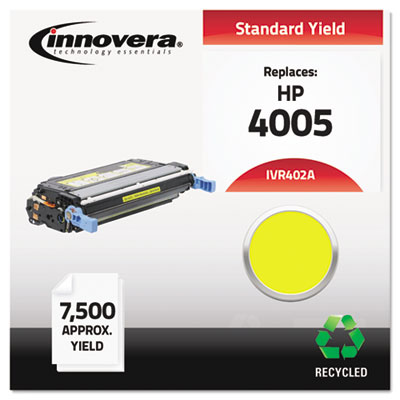 innovera
technology essentials
Standard Yield
Replaces:
HP
4005
IVR402A
7,500
APPROX.
YIELD
RECYCLED